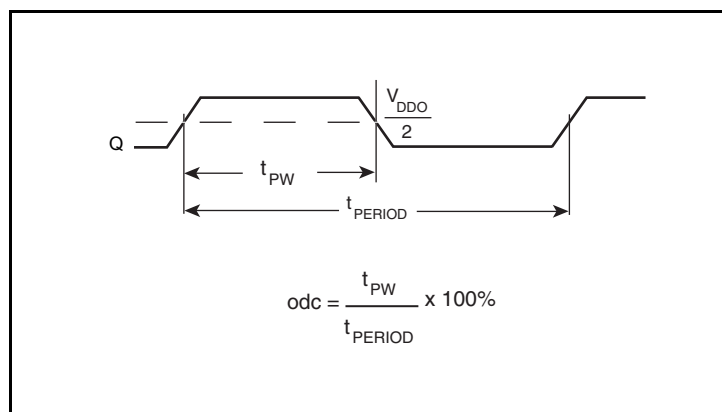 V_DDO
2
Q
t_PW
t_PERIOD
t_PW
odc = x 100%
t_PERIOD